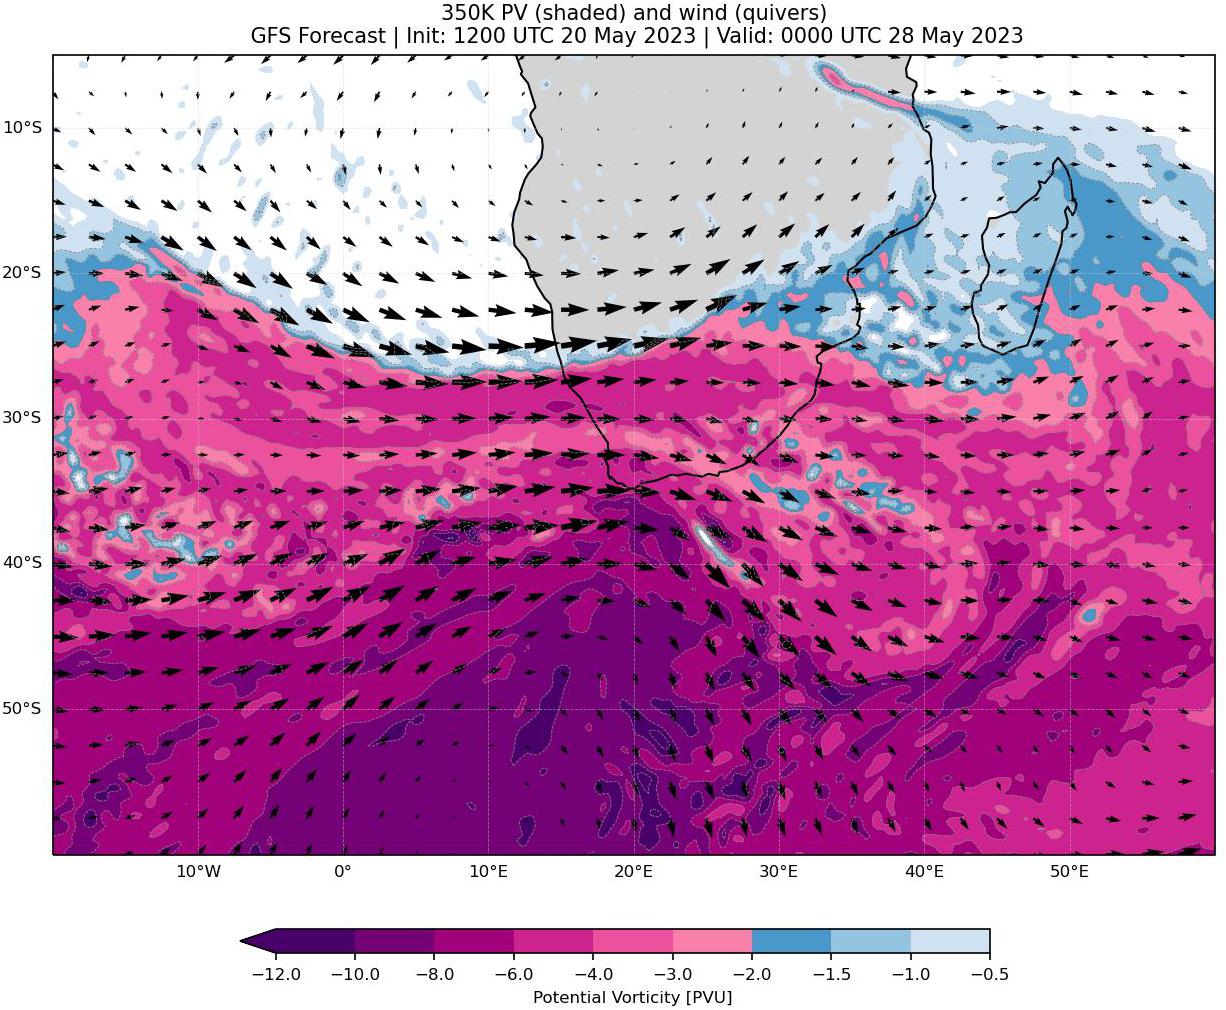 350K PV (shaded) and wind (quivers)
GFS Forecast | Init: 1200 UTC 20 May 2023 | Valid: 0000 UTC 28 May 2023
10°S
20°S
30°S
40°S
50°S
10°W 0° 10°E 20°E 30°E 40°E 50°E
−12.0 −10.0 −8.0 −6.0 −4.0 −3.0 −2.0 −1.5 −1.0 −0.5
Potential Vorticity [PVU]